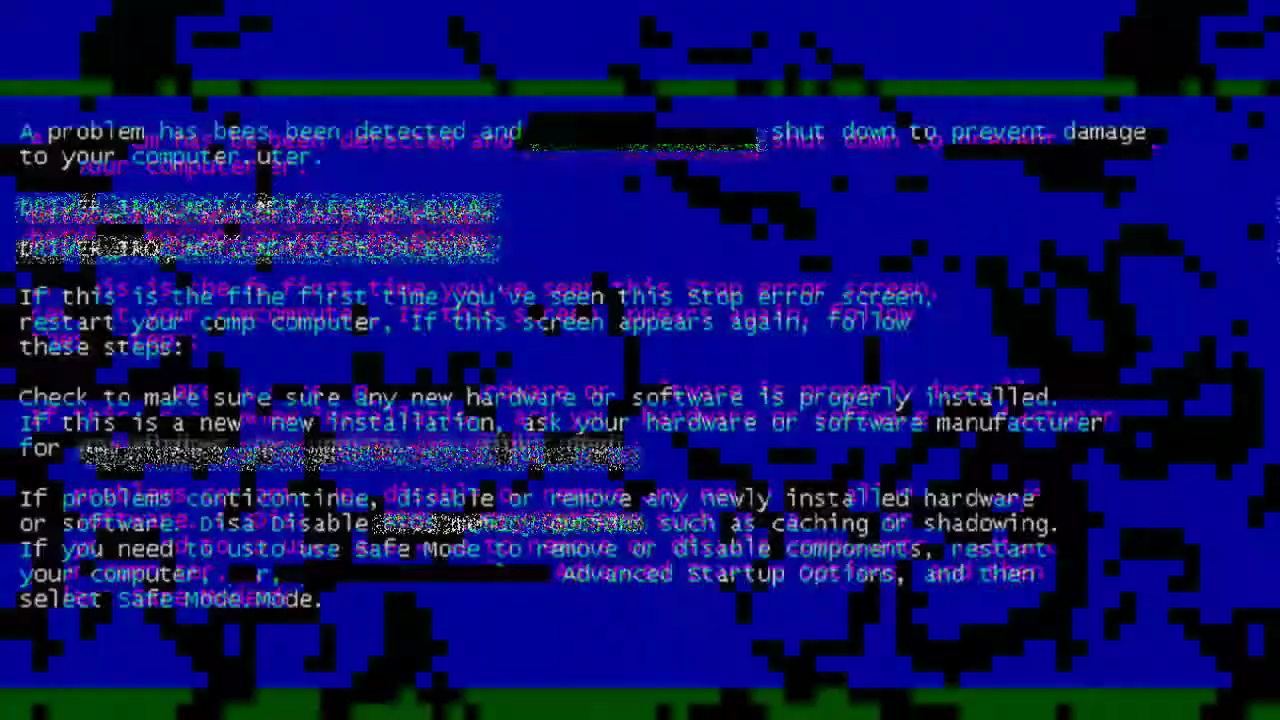 A problem has bees been detected and shut down to prevent damage
to your computer.uter.
If this is the fihe first time you've seen this Stop error screen,
restart your comp computer, If this screen appears again, follow
these steps:
Check to make sure sure any new hardware or software is properly installed.
If this is a new new installation, ask your hardware or software manufacturer
for
If problems conticontinue, disable or remove any newly installed hardware
or software. Disa Disable such as caching or shadowing.
If you need to usto use Safe Mode to remove or disable components, restart
your computer, r, Advanced Startup Options, and then
select Safe Mode.Mode.